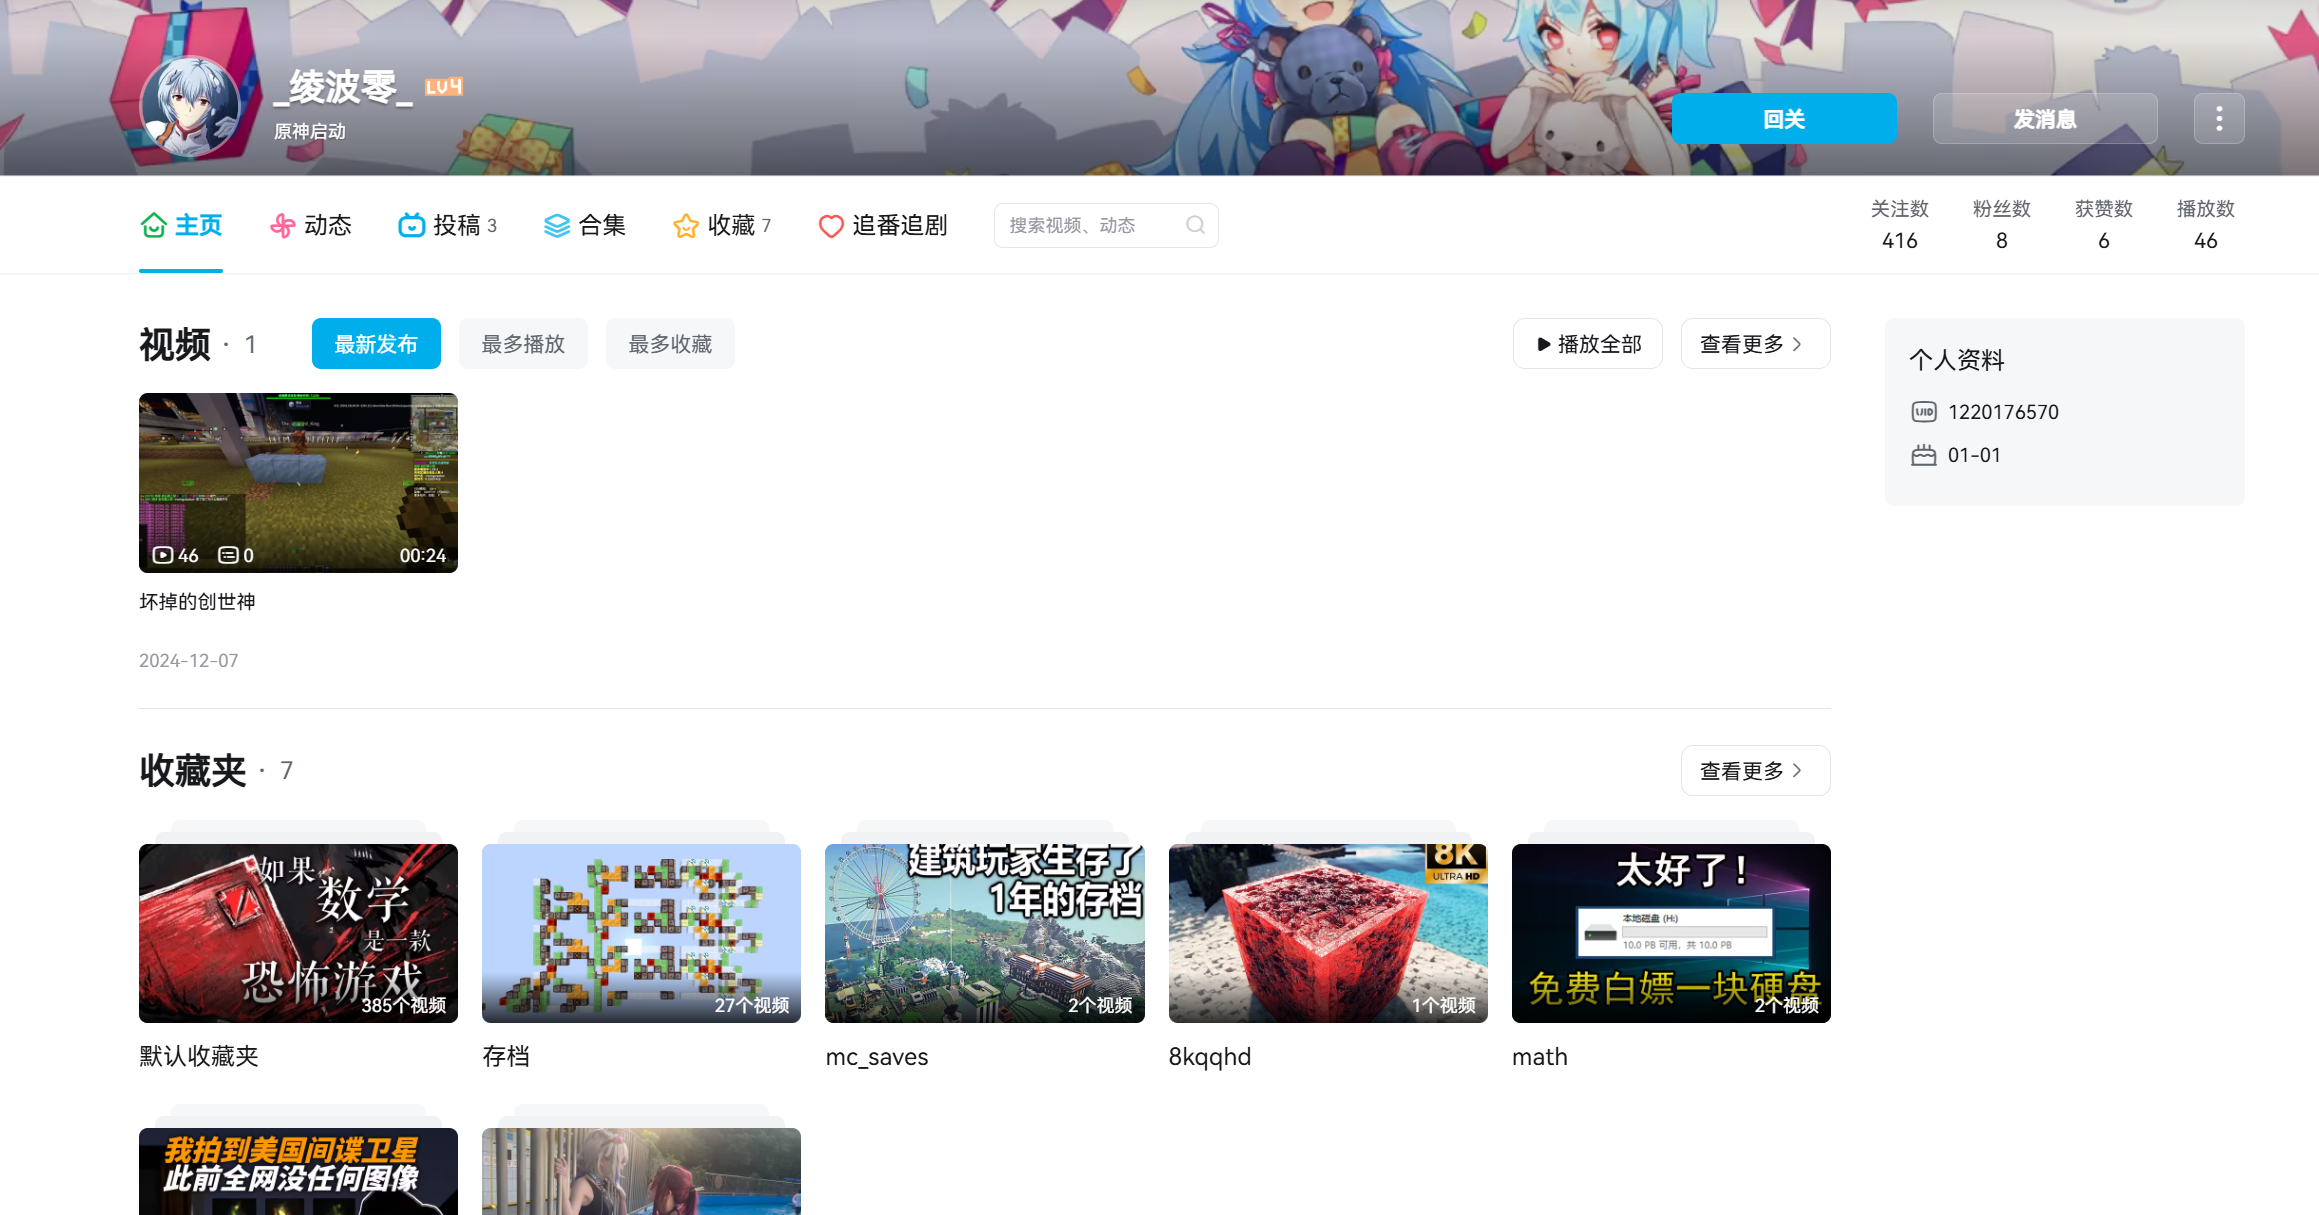 _绫波零_ LV4
原神启动
回关
发消息
主页
动态
投稿 3
合集
收藏 7
追番追剧
搜索视频、动态
关注数
416
粉丝数
8
获赞数
6
播放数
46
视频 · 1
最新发布
最多播放
最多收藏
播放全部
查看更多
46
0
00:24
坏掉的创世神
2024-12-07
个人资料
UID 1220176570
01-01
收藏夹 · 7
查看更多
如果
数学
是一款
恐怖游戏
385个视频
默认收藏夹
27个视频
存档
建筑玩家生存了
1年的存档
2个视频
mc_saves
8K
ULTRA HD
1个视频
8kqqhd
太好了！
本地磁盘 (H:)
10.0 PB 可用，共 10.0 PB
免费白嫖一块硬盘
2个视频
math
我拍到美国间谍卫星
此前全网没任何图像